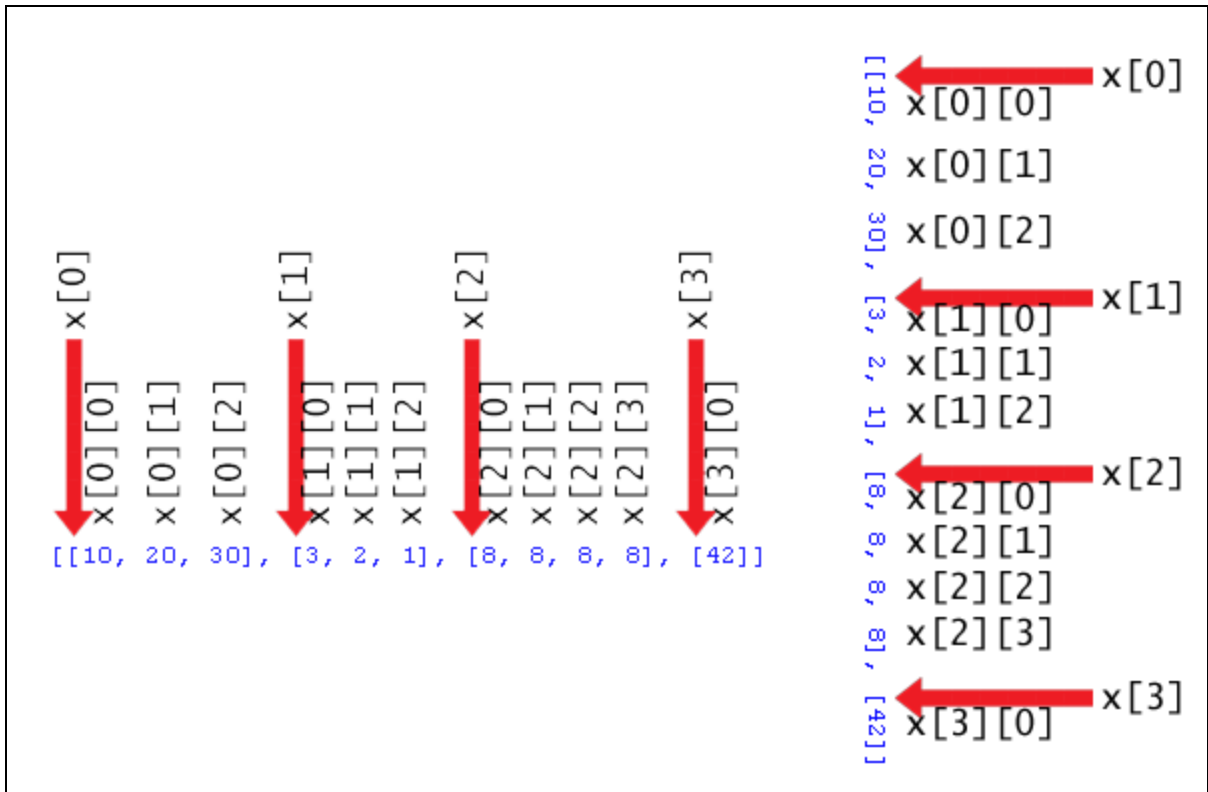 x[0]
x[1]
x[2]
x[3]
x[0][0]
x[0][1]
x[0][2]
x[1][0]
x[1][1]
x[1][2]
x[2][0]
x[2][1]
x[2][2]
x[2][3]
x[3][0]
[[10, 20, 30], [3, 2, 1], [8, 8, 8, 8], [42]]
[[10, 20, 30], [3, 2, 1], [8, 8, 8, 8], [42]]
x[0]
x[0][0]
x[0][1]
x[0][2]
x[1]
x[1][0]
x[1][1]
x[1][2]
x[2]
x[2][0]
x[2][1]
x[2][2]
x[2][3]
x[3]
x[3][0]